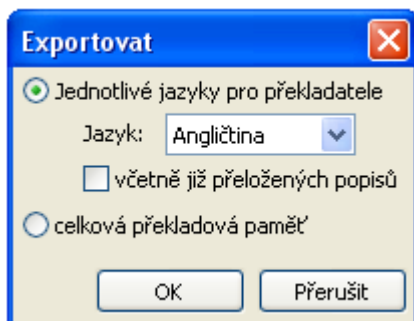 Exportovat
Jednotlivé jazyky pro překladatele
Jazyk: Angličtina
včetně již přeložených popisů
celková překladová paměť
OK Přerušit